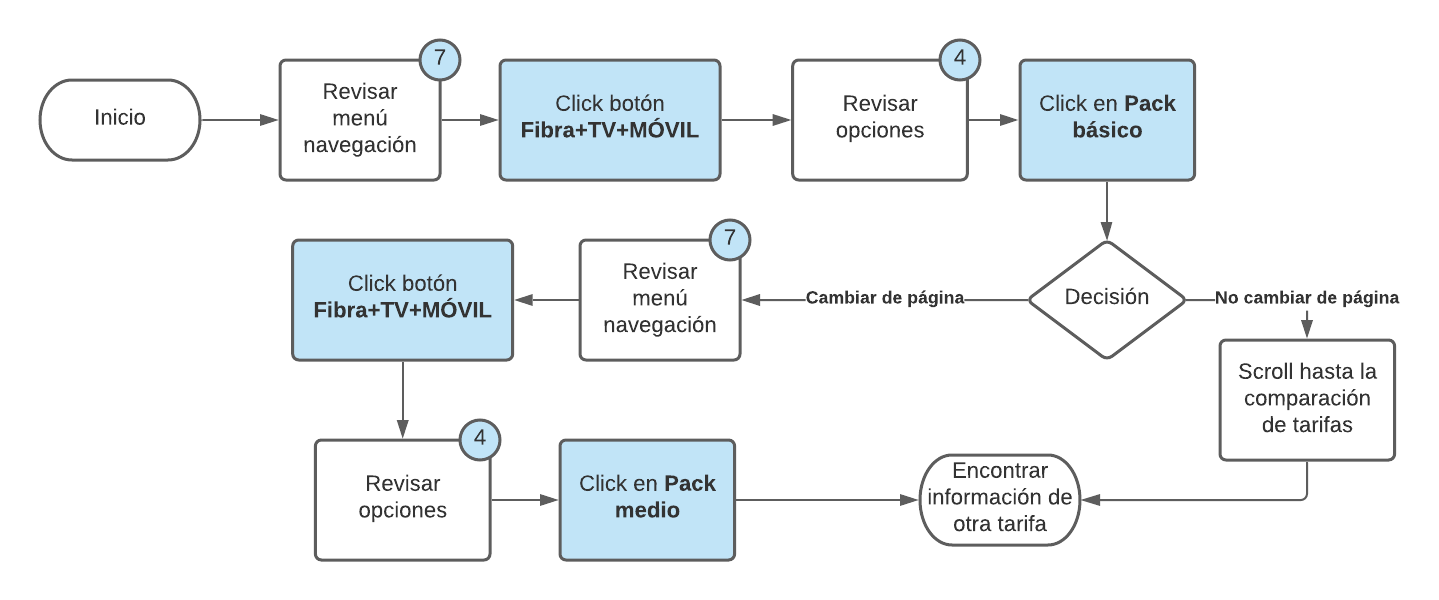 Inicio
7
Revisar
menú
navegación
Click botón
Fibra+TV+MÓVIL
4
Revisar
opciones
Click en Pack
básico
Decisión
Cambiar de página
No cambiar de página
7
Revisar
menú
navegación
Click botón
Fibra+TV+MÓVIL
4
Revisar
opciones
Click en Pack
medio
Scroll hasta la
comparación
de tarifas
Encontrar
información de
otra tarifa